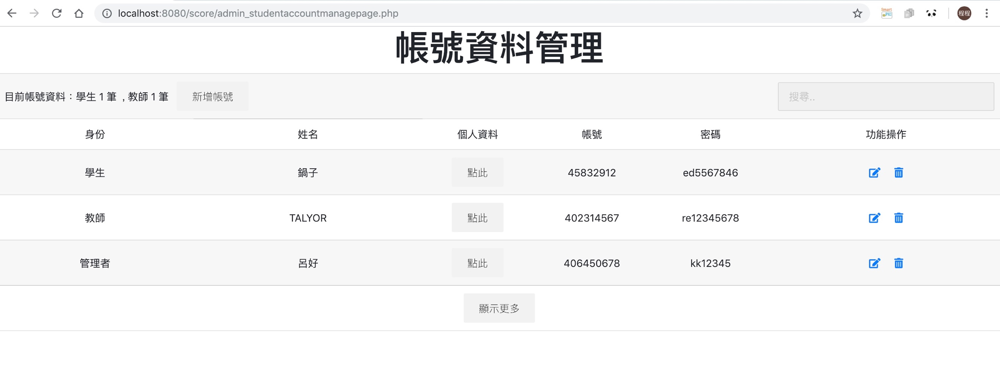 localhost:8080/score/admin_studentaccountmanagepage.php
Smart
PKI
程程
帳號資料管理
目前帳號資料：學生 1 筆 , 教師 1 筆 新增帳號 搜尋..
身份 姓名 個人資料 帳號 密碼 功能操作
學生 鍋子 點此 45832912 ed5567846
教師 TALYOR 點此 402314567 re12345678
管理者 呂好 點此 406450678 kk12345
顯示更多